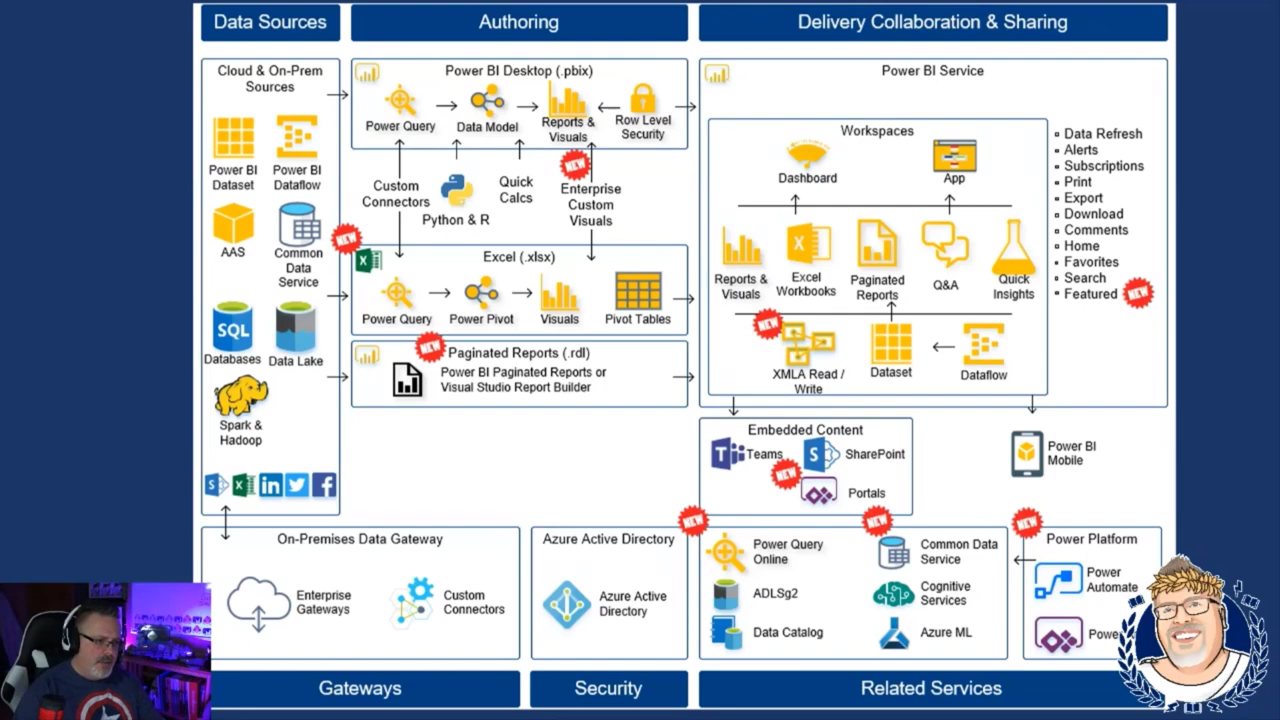 Data Sources
Authoring
Delivery Collaboration & Sharing
Cloud & On-Prem
Sources
Power BI
Dataset
Power BI
Dataflow
AAS
Common
Data
Service
SQL
Databases
Data Lake
Spark &
Hadoop
S
X
in
f
Power BI Desktop (.pbix)
Power Query
Data Model
Reports &
Visuals
Row Level
Security
Custom
Connectors
Python & R
Quick
Calcs
NEW
Enterprise
Custom
Visuals
NEW
X
Excel (.xlsx)
Power Query
Power Pivot
Visuals
Pivot Tables
NEW
Paginated Reports (.rdl)
Power BI Paginated Reports or
Visual Studio Report Builder
Power BI Service
Workspaces
Dashboard
App
Reports &
Visuals
Excel
Workbooks
Paginated
Reports
Q&A
Quick
Insights
NEW
XMLA Read /
Write
Dataset
Dataflow
Data Refresh
Alerts
Subscriptions
Print
Export
Download
Comments
Home
Favorites
Search
Featured
NEW
Embedded Content
T
Teams
S
SharePoint
NEW
Portals
Power BI
Mobile
On-Premises Data Gateway
Enterprise
Gateways
Custom
Connectors
Azure Active Directory
Azure Active
Directory
NEW
Power Query
Online
ADLSg2
Data Catalog
NEW
Common Data
Service
Cognitive
Services
Azure ML
NEW
Power Platform
Power
Automate
Gateways
Security
Related Services